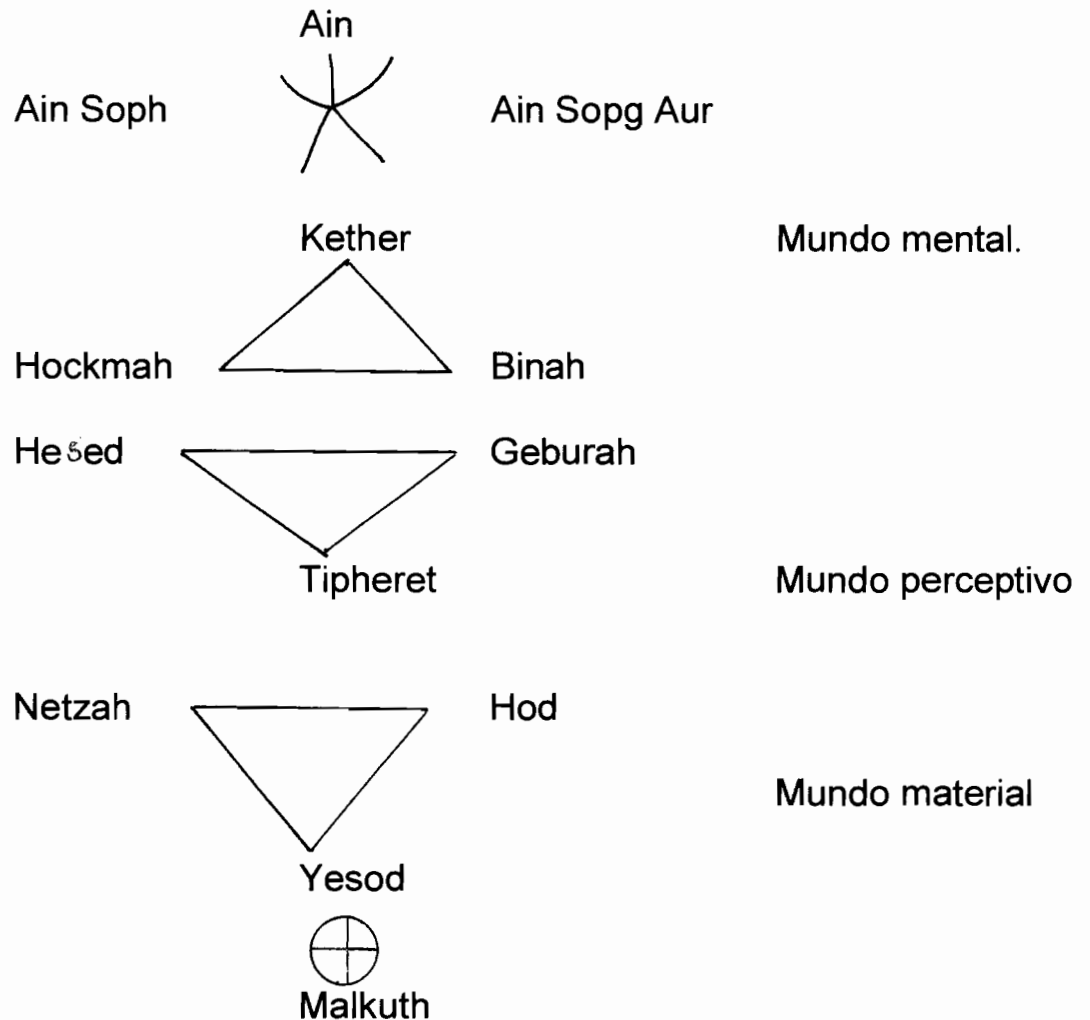 Ain
Ain Soph Ain Sopg Aur
Kether Mundo mental.
Hockmah Binah
Hesed Geburah
Tipheret Mundo perceptivo
Netzah Hod
Mundo material
Yesod
Malkuth